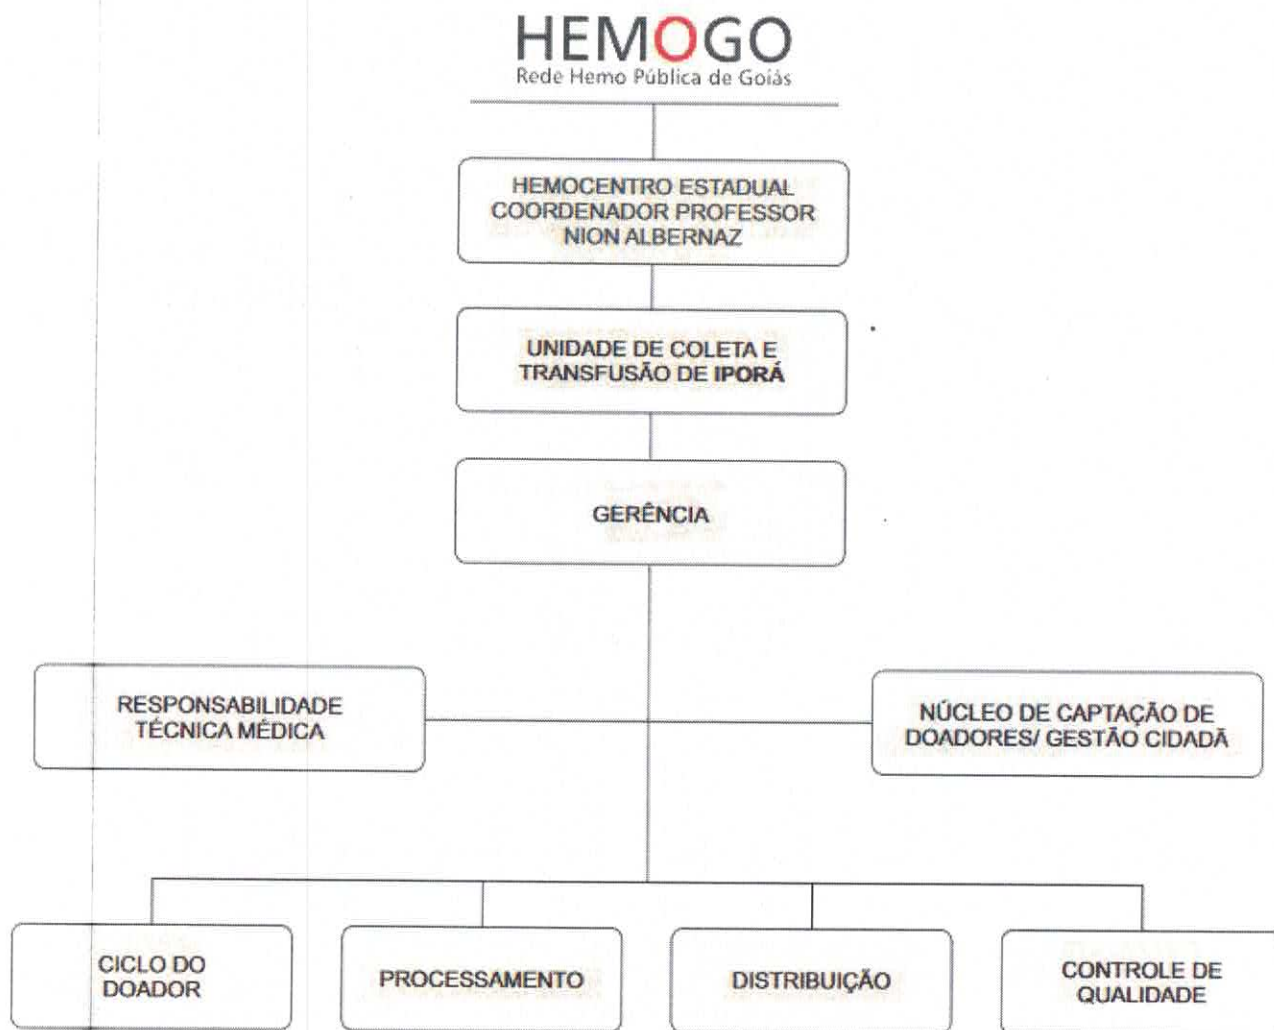 HEMOGO
Rede Hemo Pública de Goiás
HEMOCENTRO ESTADUAL
COORDENADOR PROFESSOR
NION ALBERNAZ
UNIDADE DE COLETA E
TRANSFUSÃO DE IPORÁ
GERÊNCIA
RESPONSABILIDADE
TÉCNICA MÉDICA
NÚCLEO DE CAPTAÇÃO DE
DOADORES/ GESTÃO CIDADÃ
CICLO DO
DOADOR
PROCESSAMENTO
DISTRIBUIÇÃO
CONTROLE DE
QUALIDADE